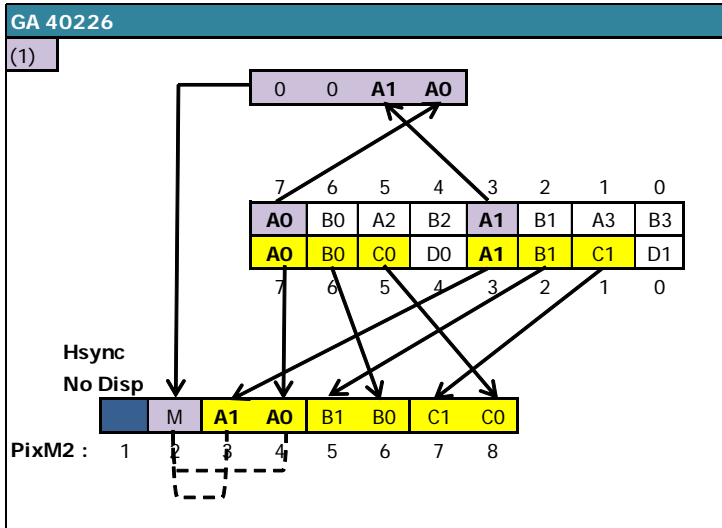 GA 40226
(1)
0 0 A1 A0
7 6 5 4 3 2 1 0
A0 B0 A2 B2 A1 B1 A3 B3
A0 B0 C0 D0 A1 B1 C1 D1
7 6 5 4 3 2 1 0
Hsync
No Disp
M A1 A0 B1 B0 C1 C0
PixM2 : 1 2 3 4 5 6 7 8